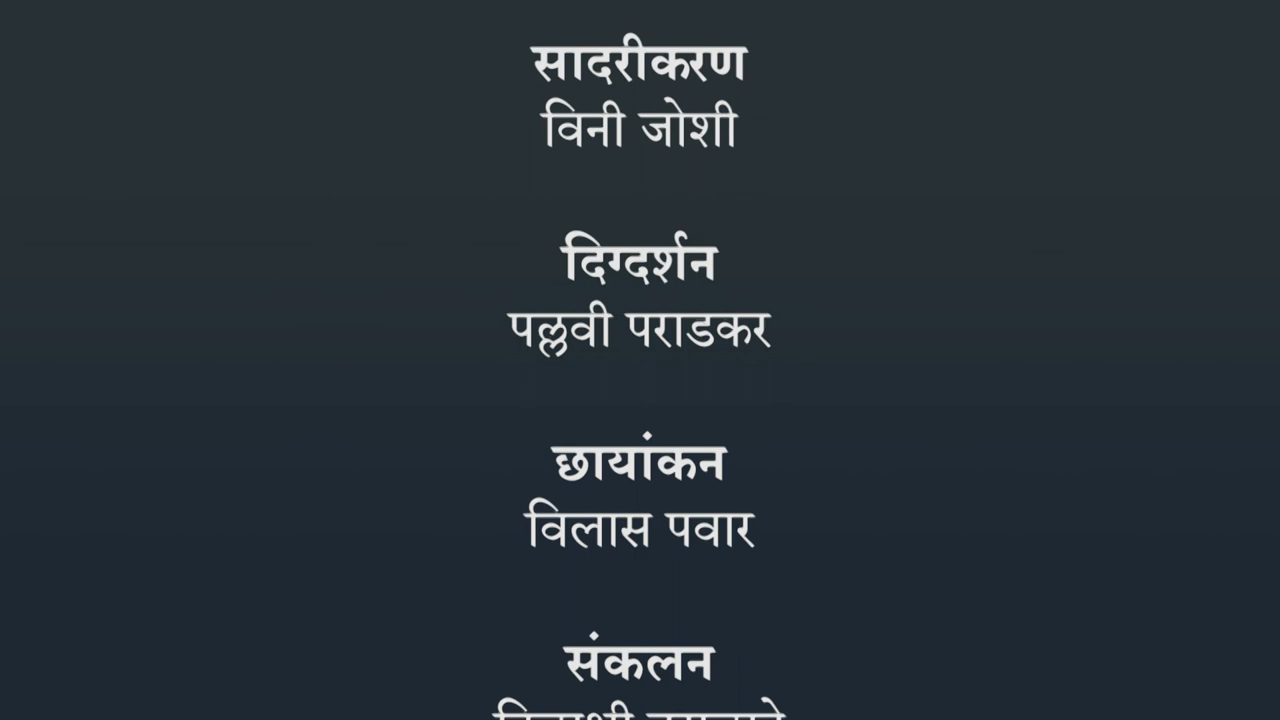 सादरीकरण
विनी जोशी
दिग्दर्शन
पल्लवी पराडकर
छायांकन
विलास पवार
संकलन